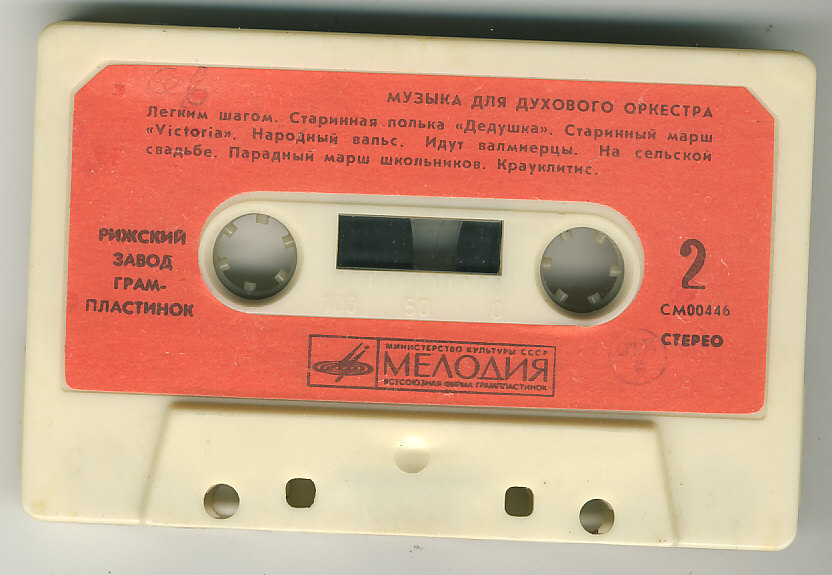 МУЗЫКА ДЛЯ ДУХОВОГО ОРКЕСТРА
Легким шагом. Старинная полька «Дедушка». Старинный марш
«Victoria». Народный вальс. Идут валмиерцы. На сельской
свадьбе. Парадный марш школьников. Крауклитис.
РИЖСКИЙ
ЗАВОД
ГРАМ-
ПЛАСТИНОК
2
СМ00446
СТЕРЕО
100 50 0
МИНИСТЕРСТВО КУЛЬТУРЫ СССР
МЕЛОДИЯ
ВСЕСОЮЗНАЯ ФИРМА ГРАМПЛАСТИНОК